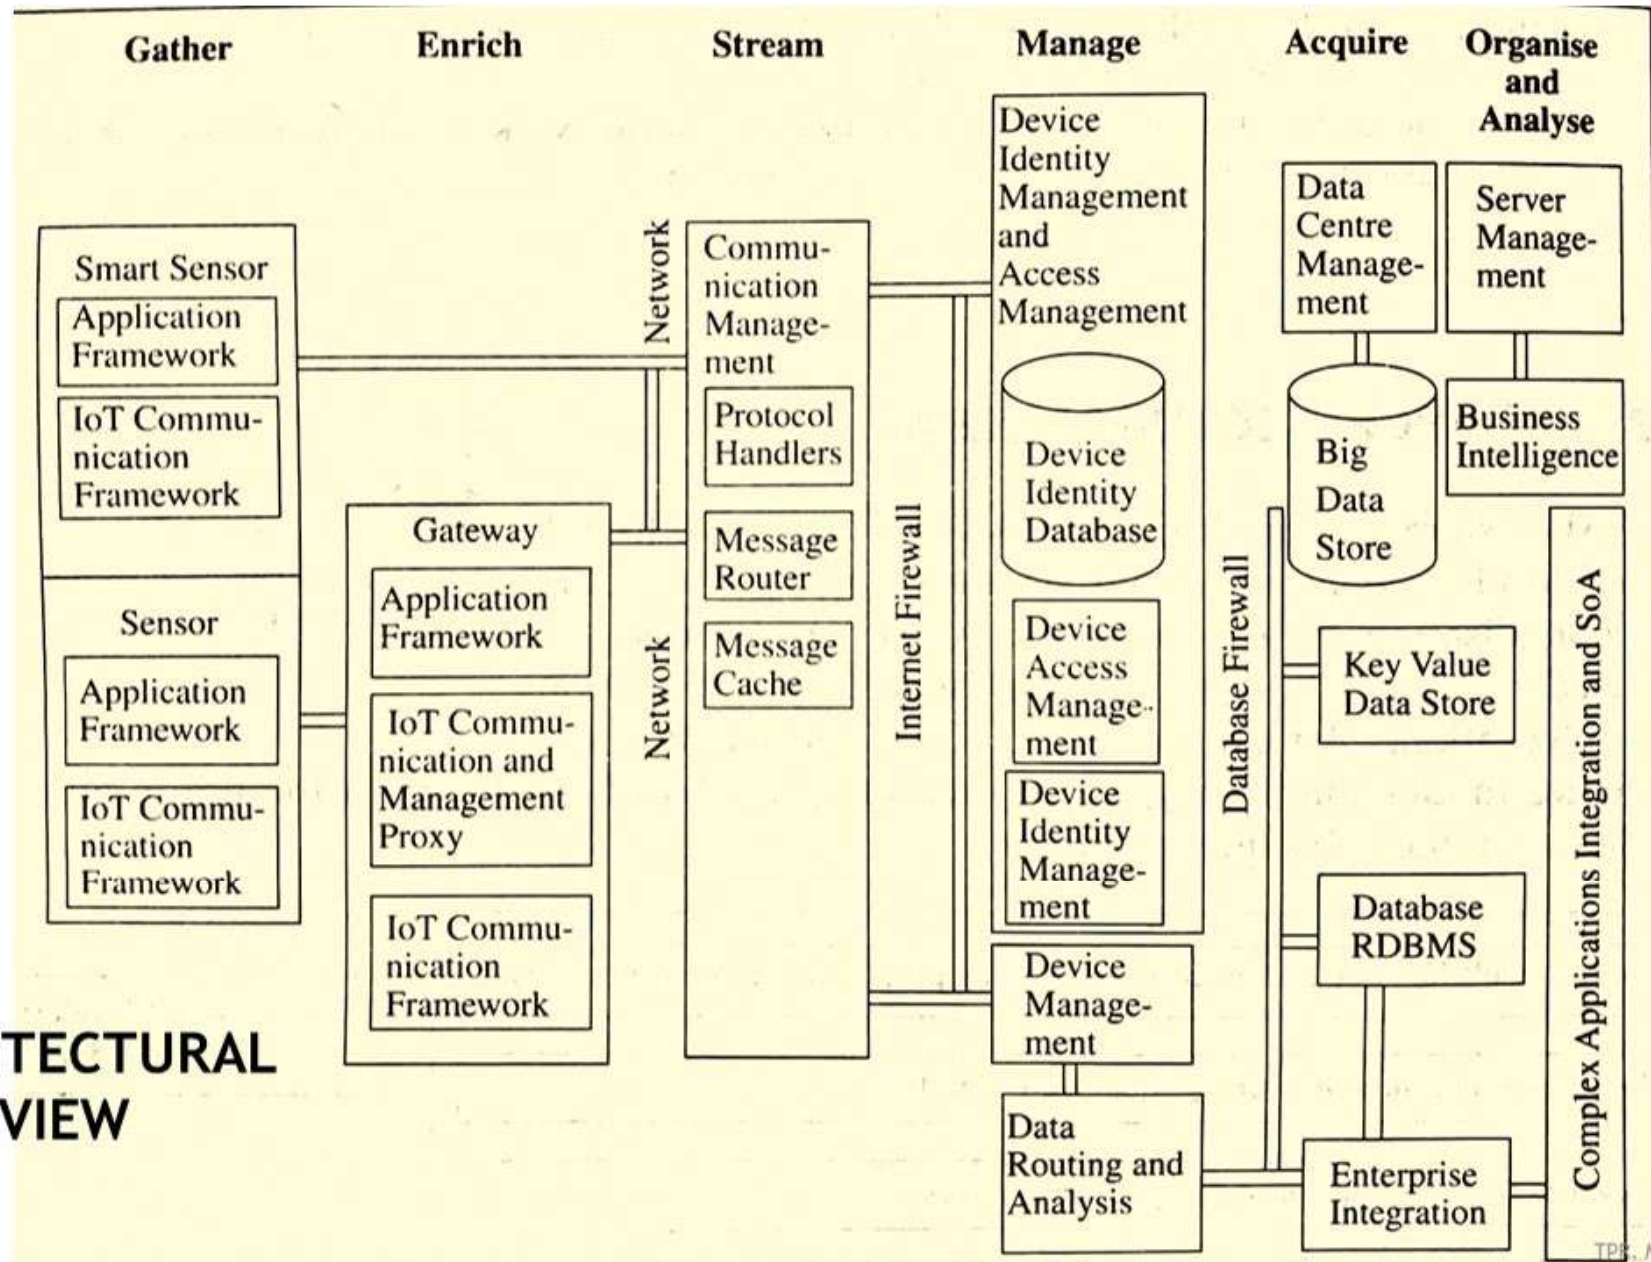 Gather
Enrich
Stream
Manage
Acquire
Organise
and
Analyse
Smart Sensor
Application
Framework
IoT Commu-
nication
Framework
Sensor
Application
Framework
IoT Commu-
nication
Framework
Gateway
Application
Framework
IoT Commu-
nication and
Management
Proxy
IoT Commu-
nication
Framework
Network
Network
Commu-
nication
Manage-
ment
Protocol
Handlers
Message
Router
Message
Cache
Internet Firewall
Device
Identity
Management
and
Access
Management
Device
Identity
Database
Device
Access
Manage-
ment
Device
Identity
Manage-
ment
Device
Manage-
ment
Data
Routing and
Analysis
Database Firewall
Data
Centre
Manage-
ment
Big
Data
Store
Key Value
Data Store
Database
RDBMS
Enterprise
Integration
Server
Manage-
ment
Business
Intelligence
Complex Applications Integration and SoA
TECTURAL
VIEW
TPR,